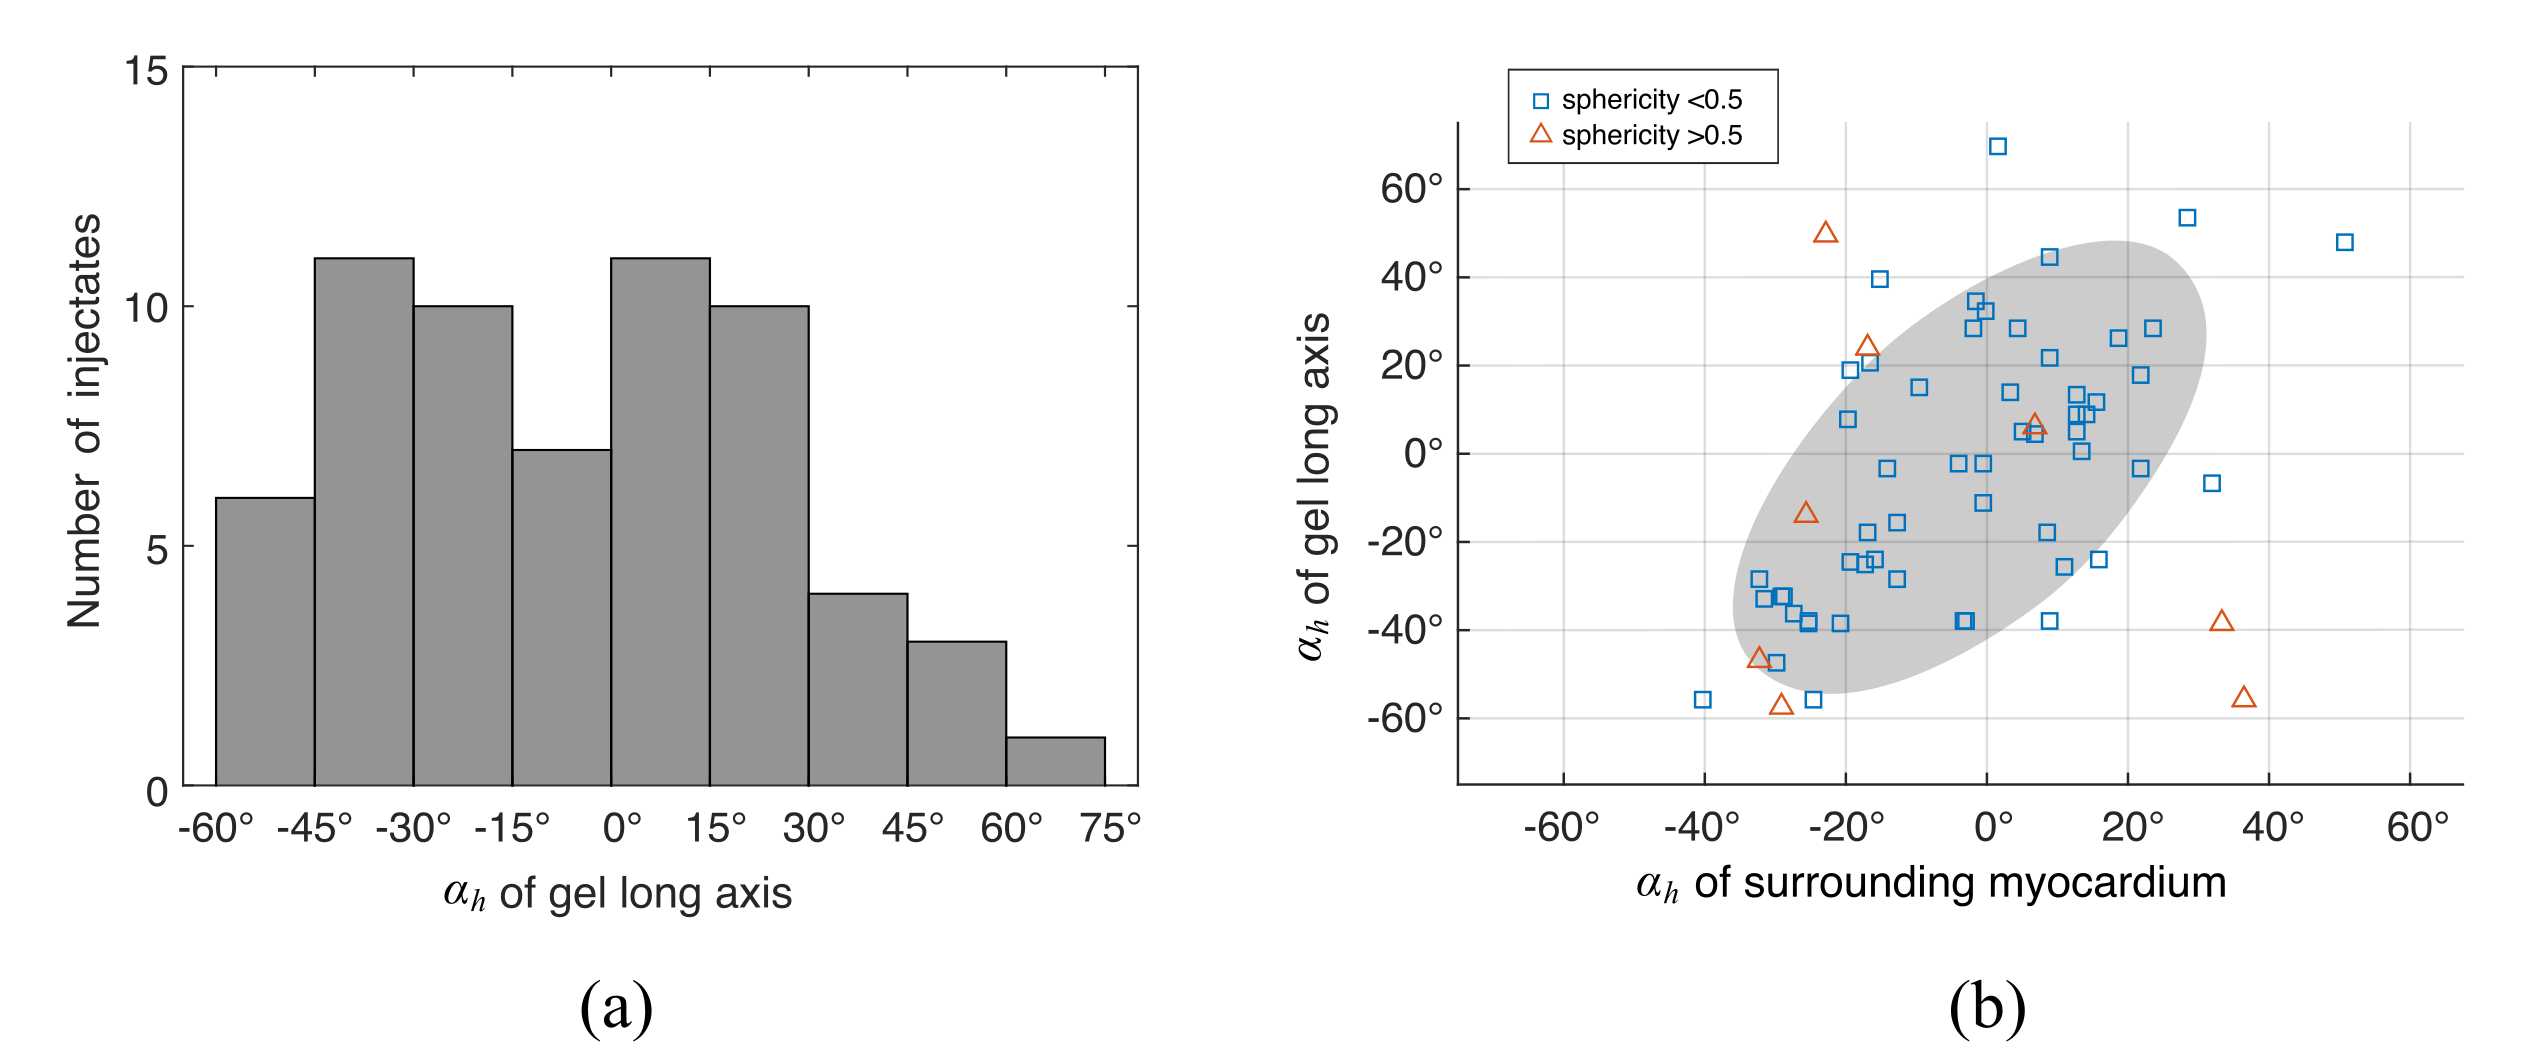 15
10
5
0
Number of injectates
-60° -45° -30° -15° 0° 15° 30° 45° 60° 75°
αh of gel long axis
(a)
sphericity <0.5
sphericity >0.5
60°
40°
20°
0°
-20°
-40°
-60°
αh of gel long axis
-60° -40° -20° 0° 20° 40° 60°
αh of surrounding myocardium
(b)